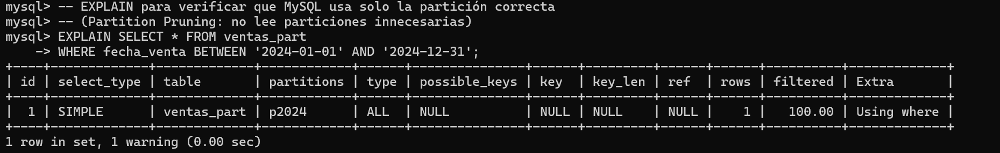 mysql> -- EXPLAIN para verificar que MySQL usa solo la partición correcta
mysql> -- (Partition Pruning: no lee particiones innecesarias)
mysql> EXPLAIN SELECT * FROM ventas_part
    -> WHERE fecha_venta BETWEEN '2024-01-01' AND '2024-12-31';
+----+-------------+-------------+------------+------+---------------+------+---------+------+------+----------+-------------+
| id | select_type | table       | partitions | type | possible_keys | key  | key_len | ref  | rows | filtered | Extra       |
+----+-------------+-------------+------------+------+---------------+------+---------+------+------+----------+-------------+
|  1 | SIMPLE      | ventas_part | p2024      | ALL  | NULL          | NULL | NULL    | NULL |    1 |   100.00 | Using where |
+----+-------------+-------------+------------+------+---------------+------+---------+------+------+----------+-------------+
1 row in set, 1 warning (0.00 sec)